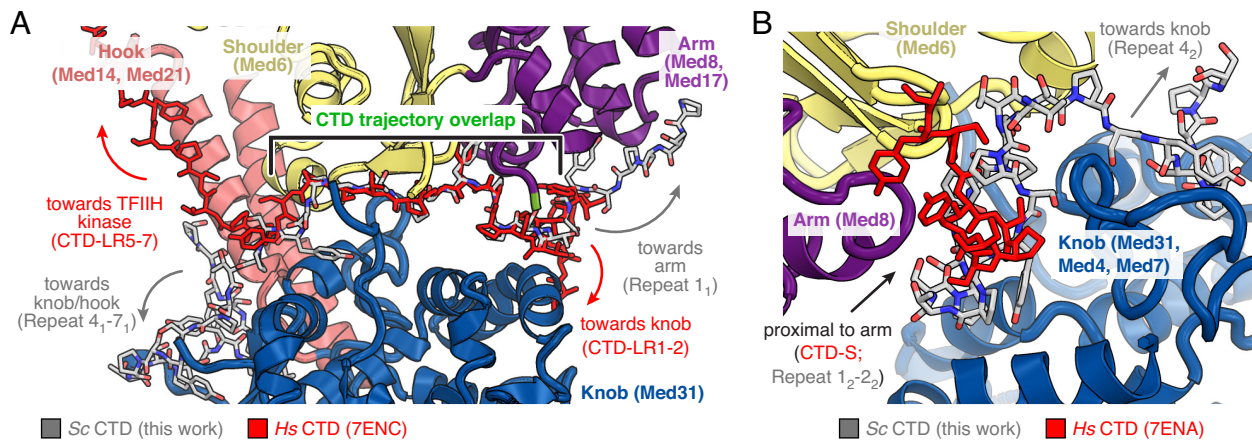 A
Hook
(Med14, Med21)
Shoulder
(Med6)
Arm
(Med8,
Med17)
CTD trajectory overlap
towards TFIIH
kinase
(CTD-LR5-7)
towards
knob/hook
(Repeat 4₁-7₁)
towards
arm
(Repeat 1₁)
towards knob
(CTD-LR1-2)
Knob (Med31)
Sc CTD (this work)
Hs CTD (7ENC)
B
Shoulder
(Med6)
towards knob
(Repeat 4₂)
Arm (Med8)
Knob (Med31,
Med4, Med7)
proximal to arm
(CTD-S;
Repeat 1₂-2₂)
Sc CTD (this work)
Hs CTD (7ENA)